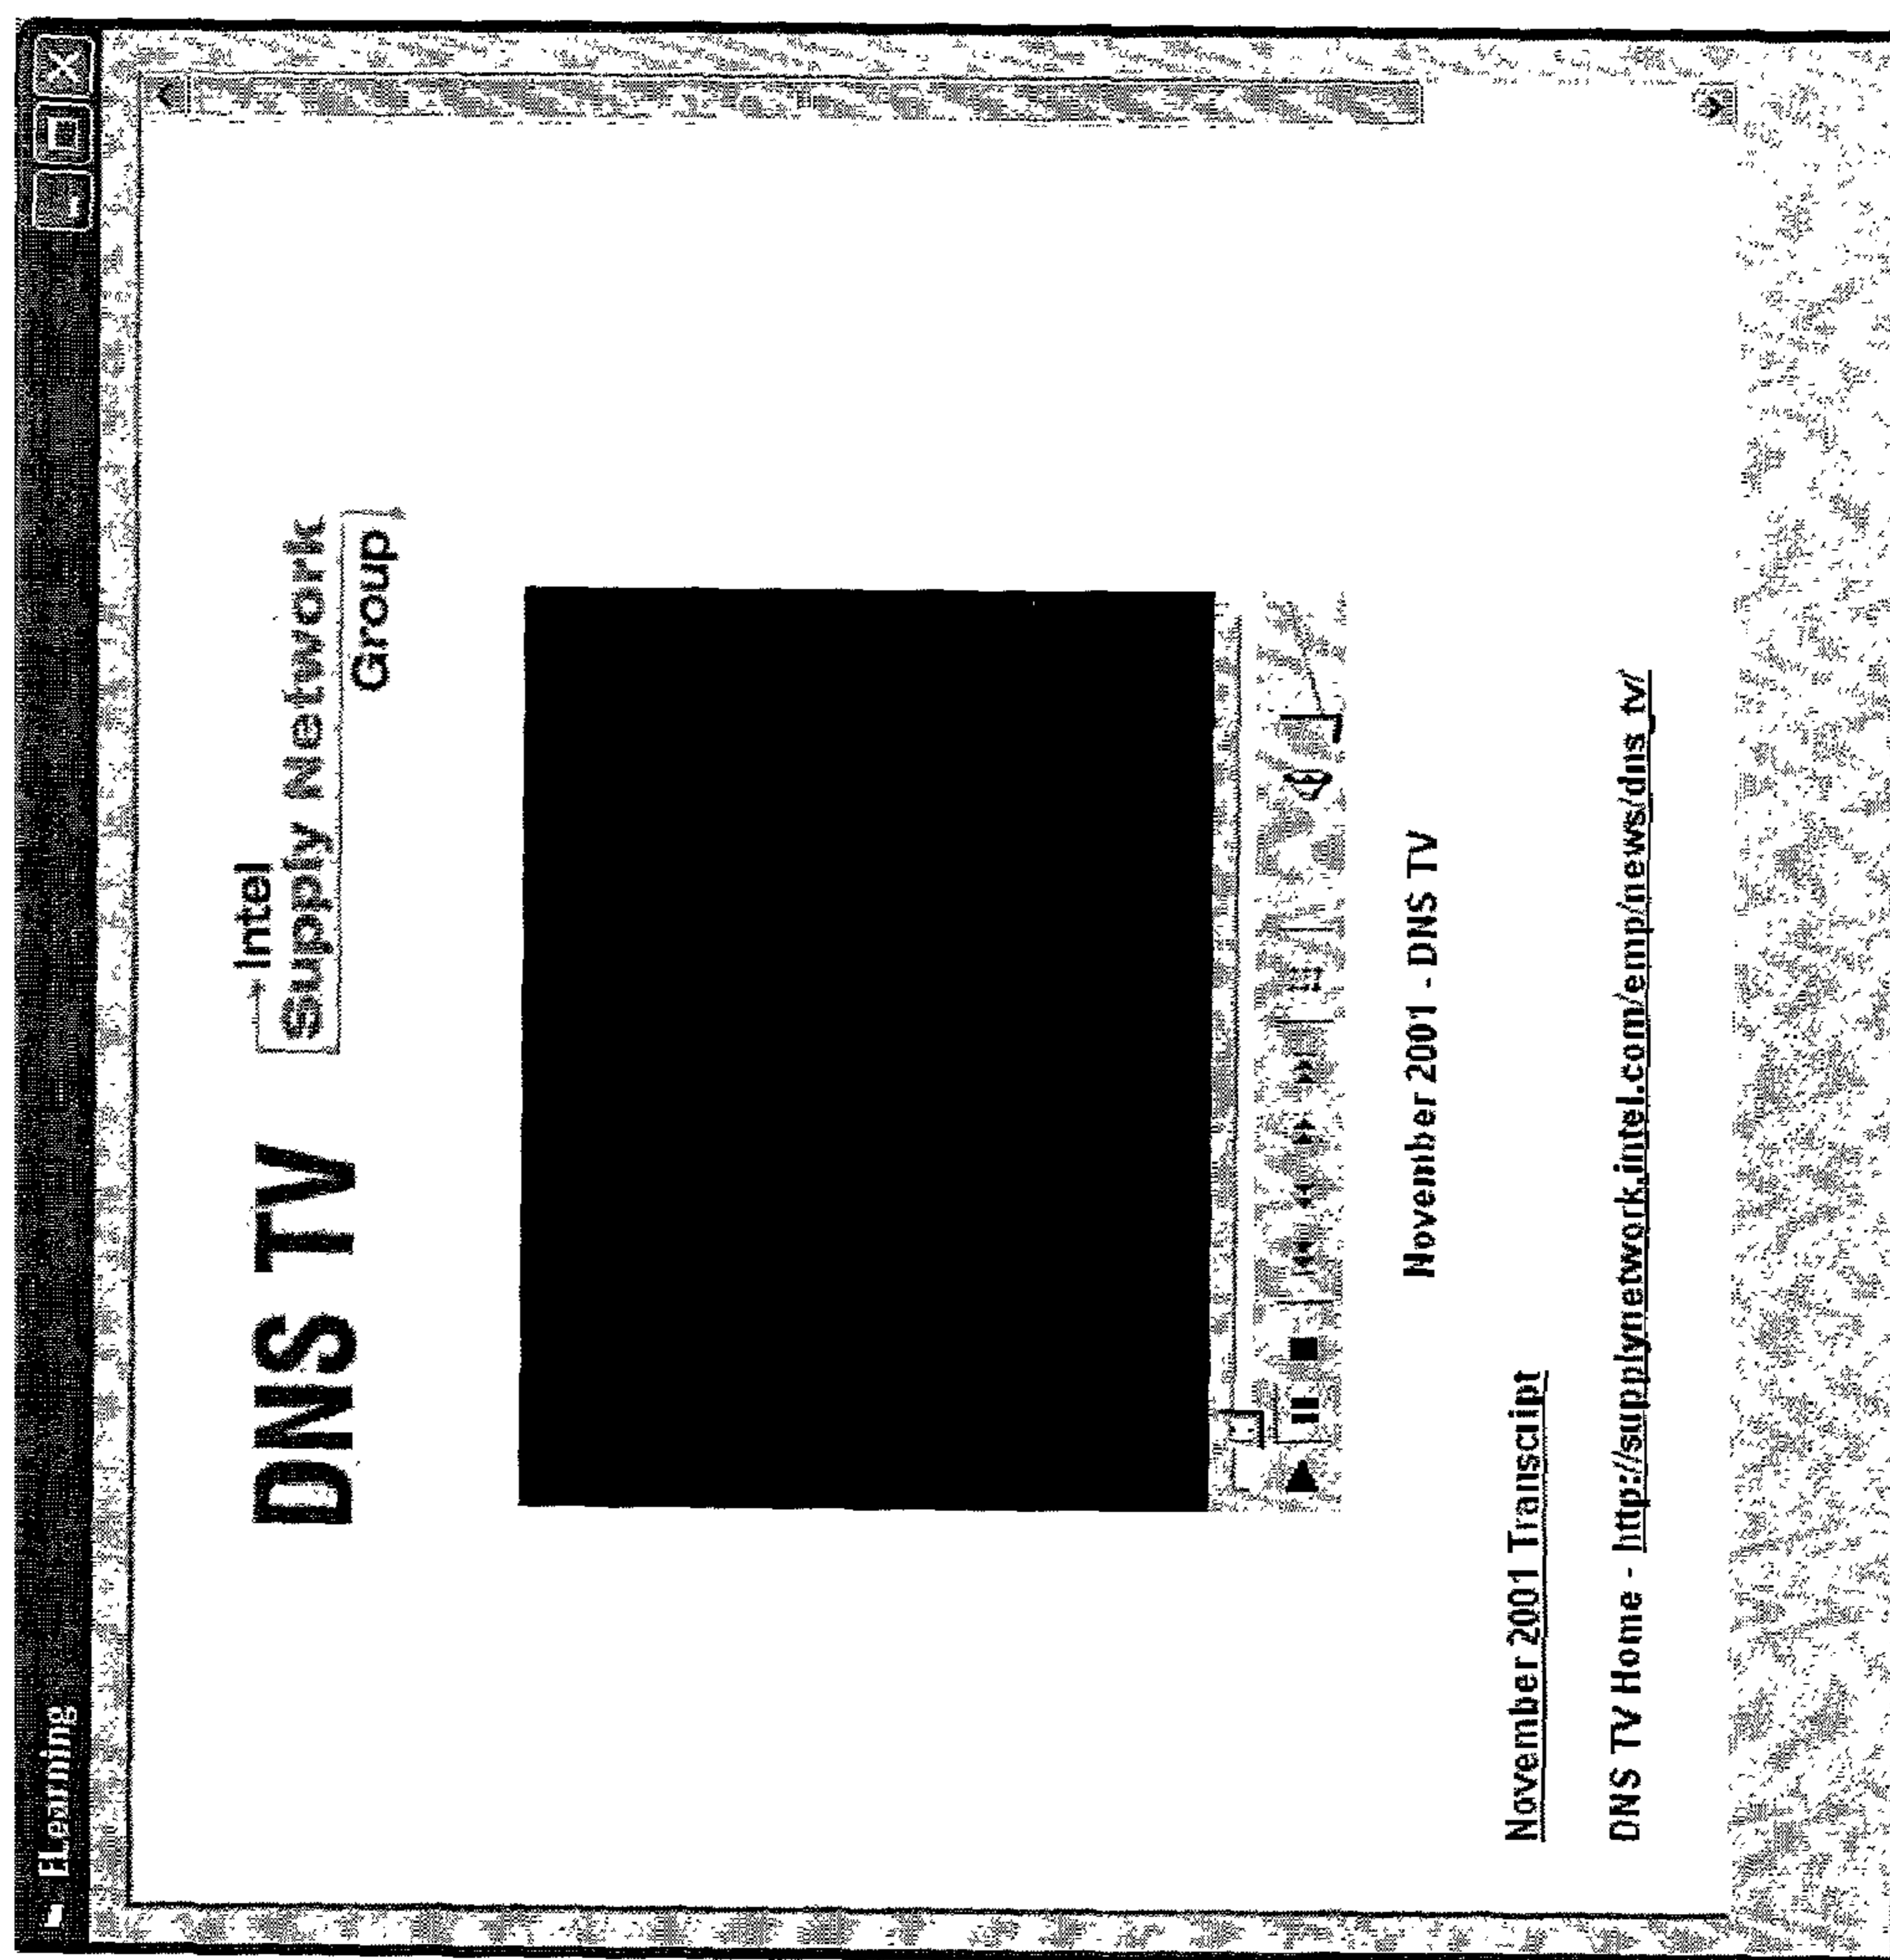 ELearning
DNS TV
Intel
Supply Network
Group
November 2001 - DNS TV
November 2001 Transcipt
DNS TV Home - http://supplynetwork.intel.com/emp/news/dns_tv/